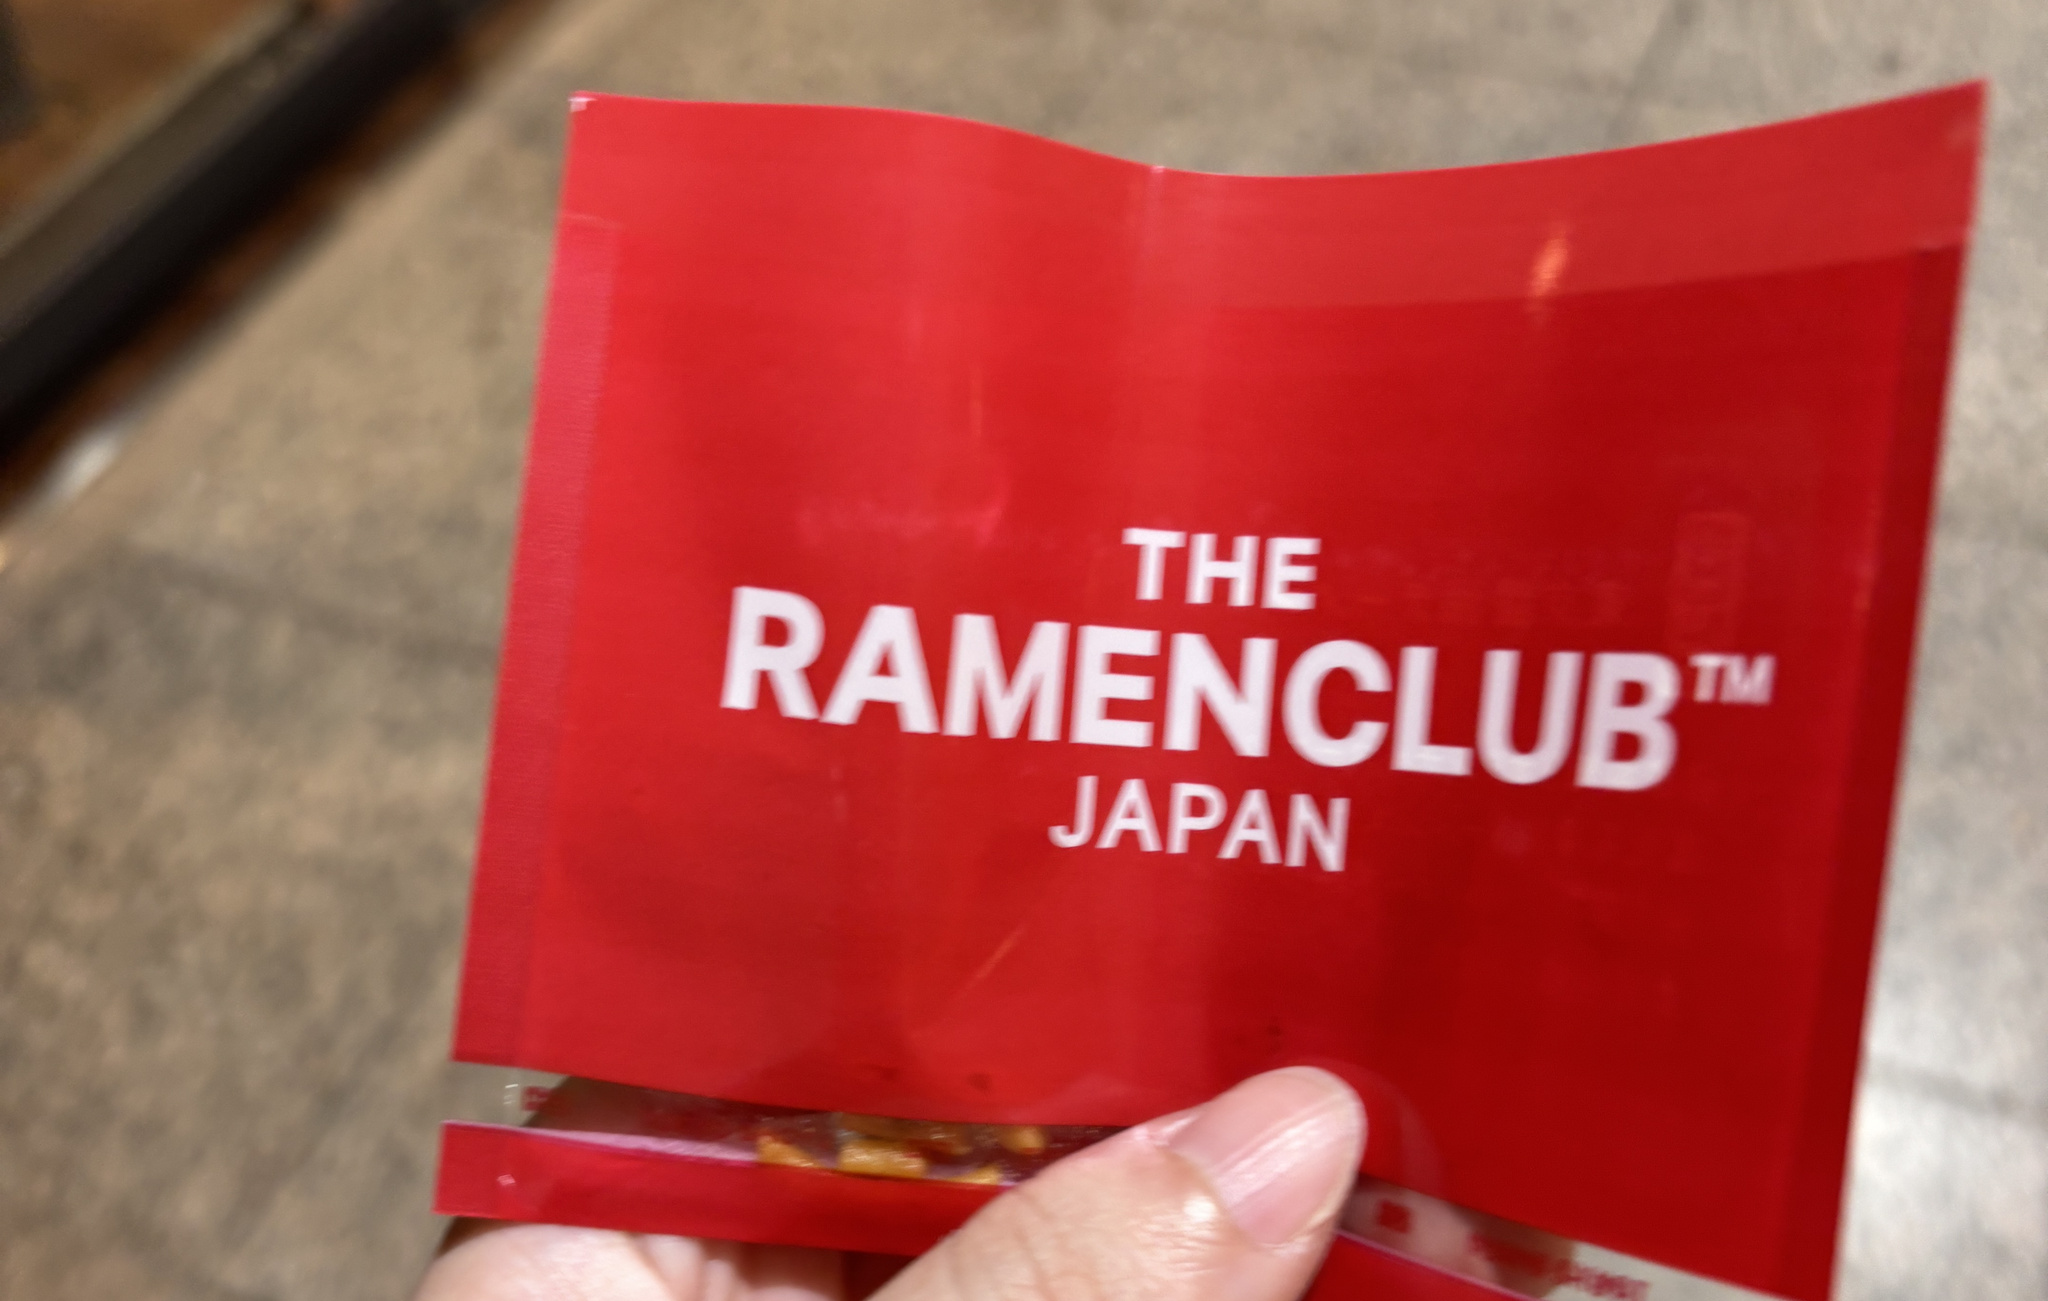 THE
RAMENCLUB™
JAPAN